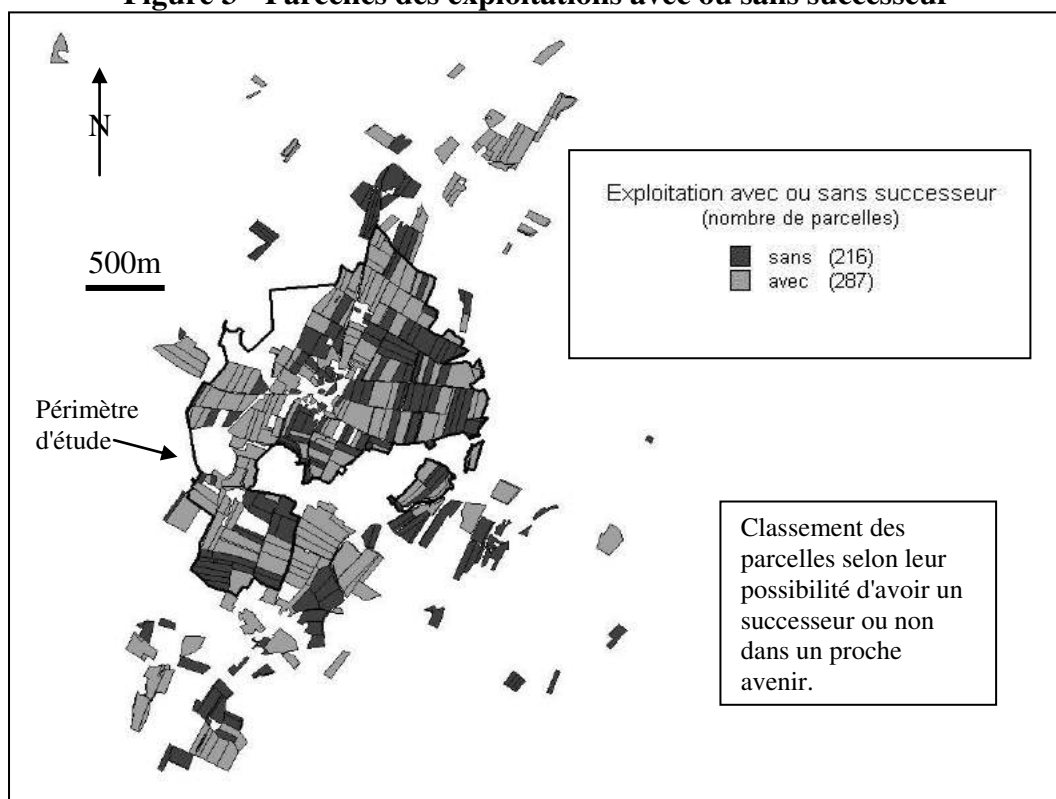 Figure - Parcelles des exploitations avec ou sans successeur
N
500m
Périmètre
d'étude
Exploitation avec ou sans successeur
(nombre de parcelles)
sans (216)
avec (287)
Classement des
parcelles selon leur
possibilité d'avoir un
successeur ou non
dans un proche
avenir.